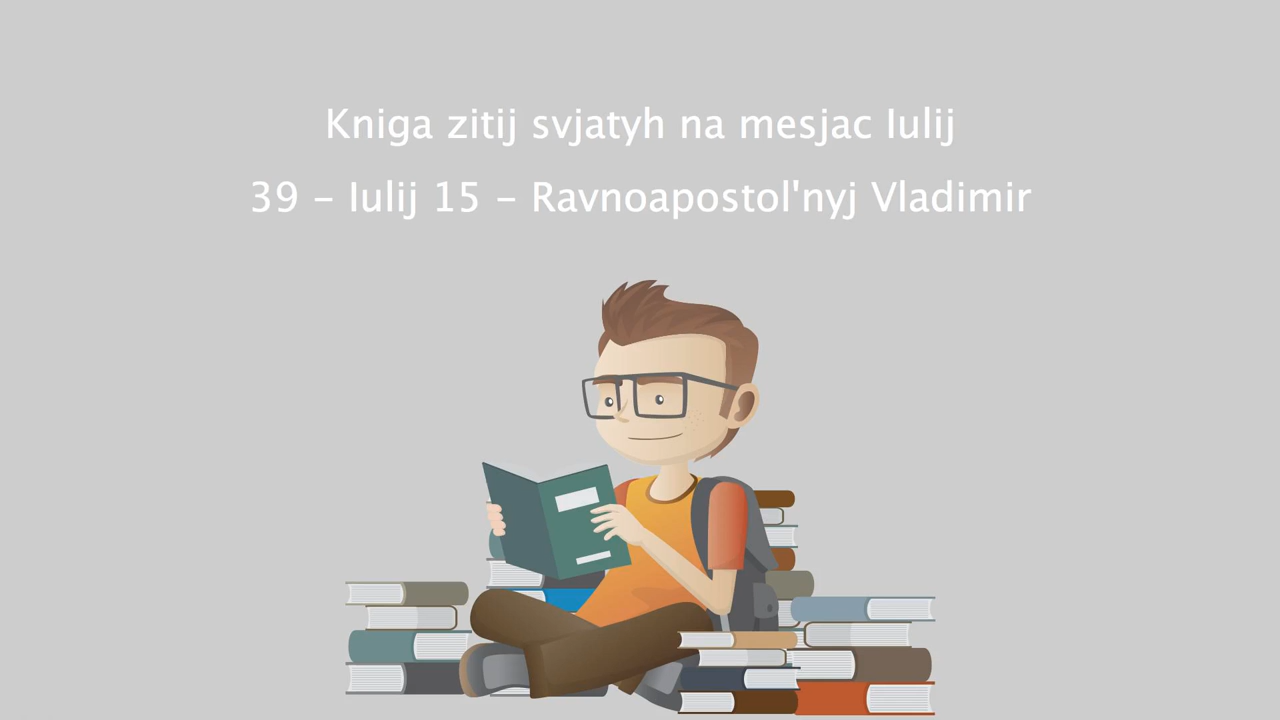 Kniga zitij svjatyh na mesjac Iulij
39 – Iulij 15 – Ravnoapostol'nyj Vladimir